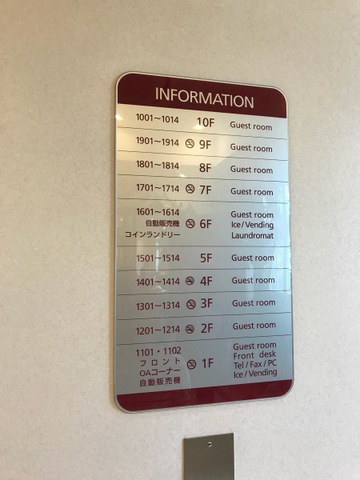 INFORMATION
1001~1014 10F Guest room
1901~1914 9F Guest room
1801~1814 8F Guest room
1701~1714 7F Guest room
1601~1614 Guest room
自動販売機 6F Ice/Vending
コインランドリー Laundromat
1501~1514 5F Guest room
1401~1414 4F Guest room
1301~1314 3F Guest room
1201~1214 2F Guest room
1101・1102 Guest room
フロント Front desk
OAコーナー 1F Tel/Fax/PC
自動販売機 Ice/Vending